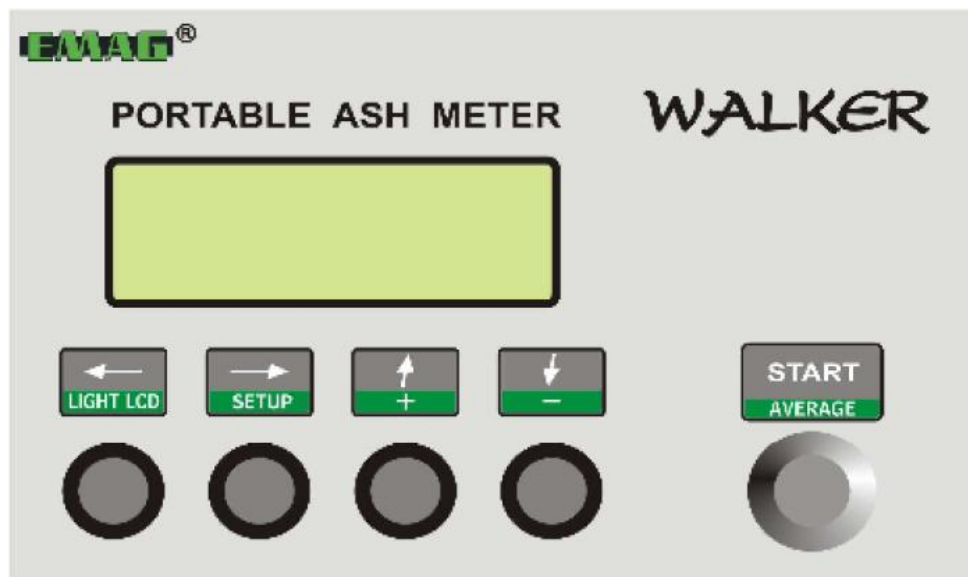 EMAG®
WALKER
PORTABLE ASH METER
LIGHT LCD
SETUP
+
−
START
AVERAGE